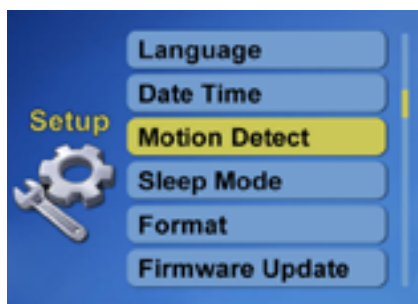 Setup
Language
Date Time
Motion Detect
Sleep Mode
Format
Firmware Update